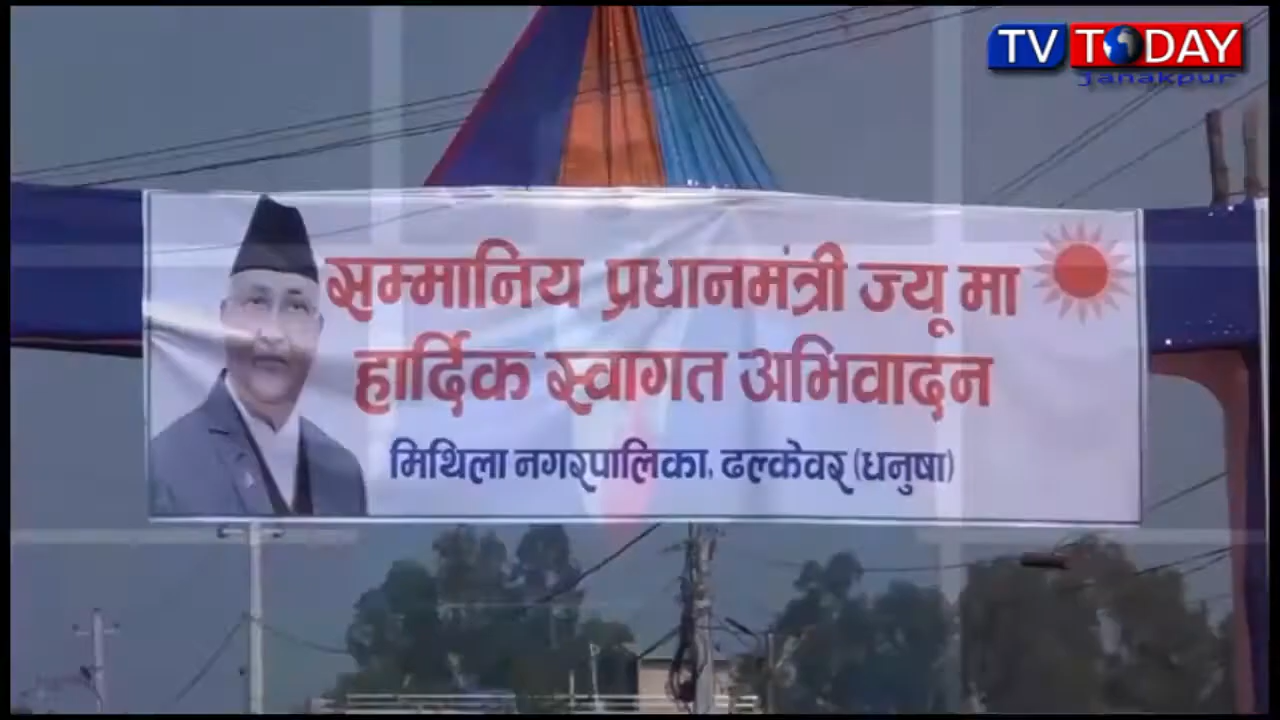 TV TODAY
Janakpur
सम्मानिय प्रधानमंत्री ज्यू मा
हार्दिक स्वागत अभिवादन
मिथिला नगरपालिका, ढल्केवर (धनुषा)